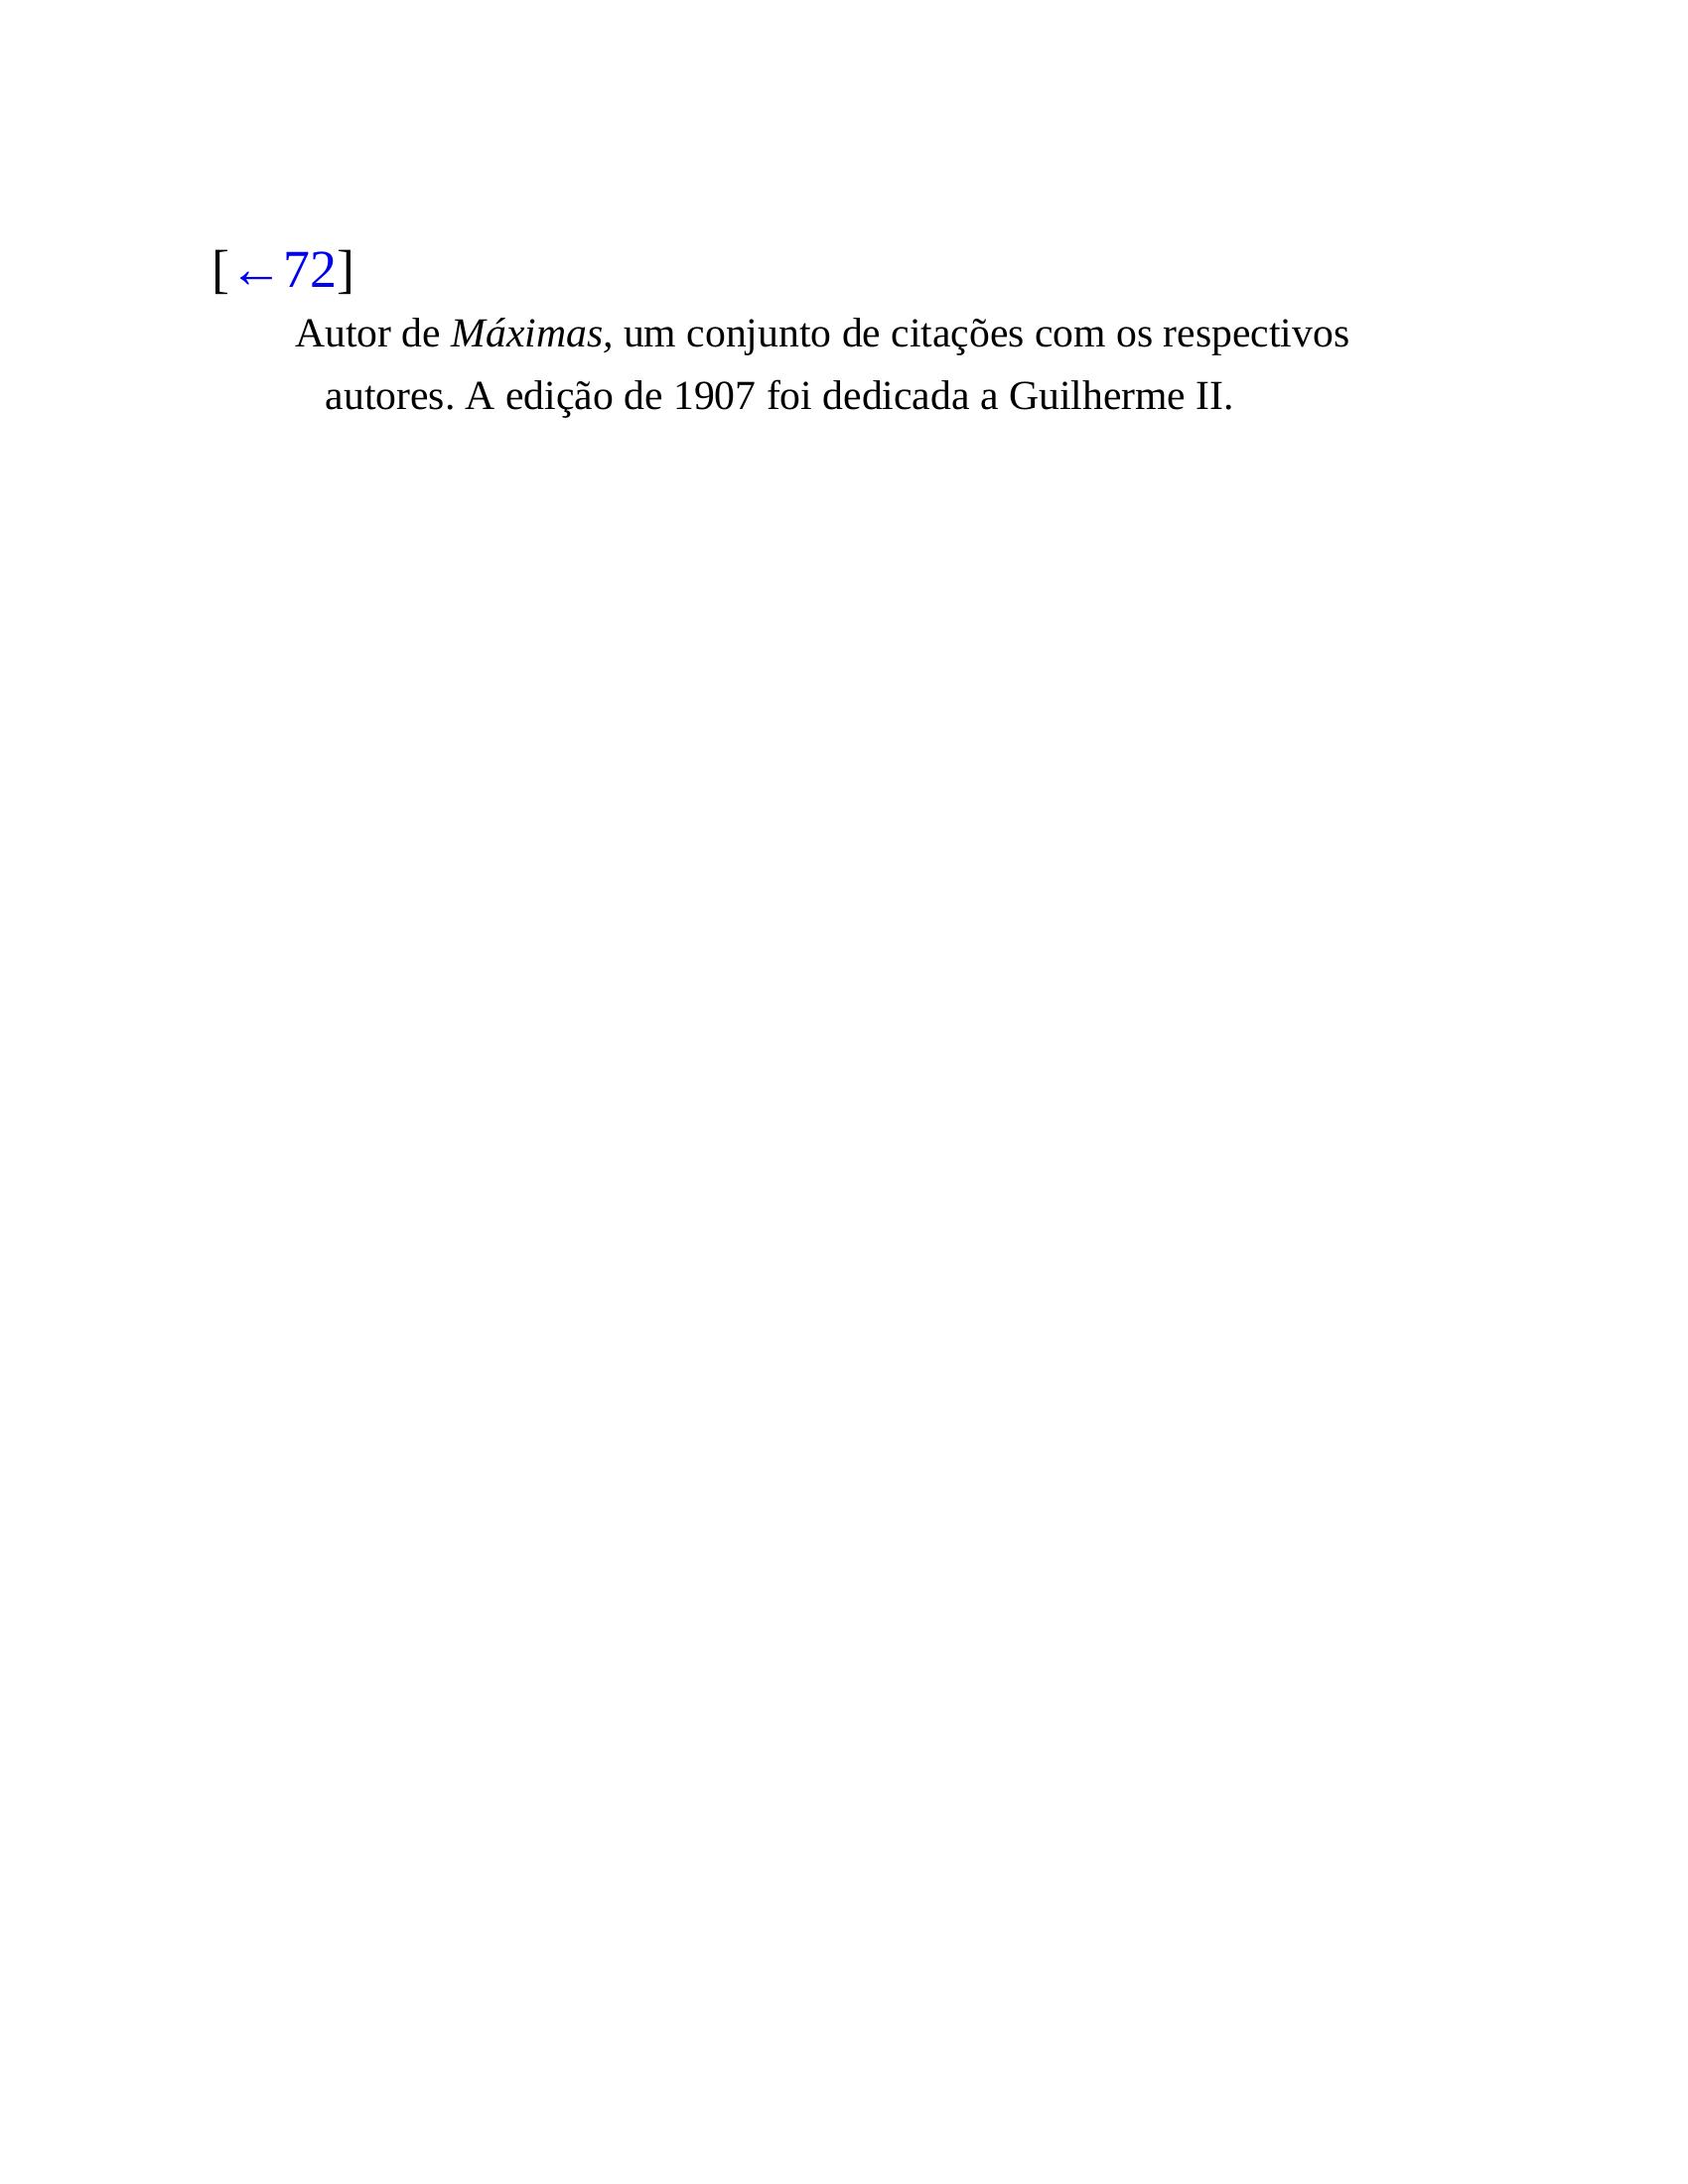 [←72]
Autor de Máximas, um conjunto de citações com os respectivos
autores. A edição de 1907 foi dedicada a Guilherme II.